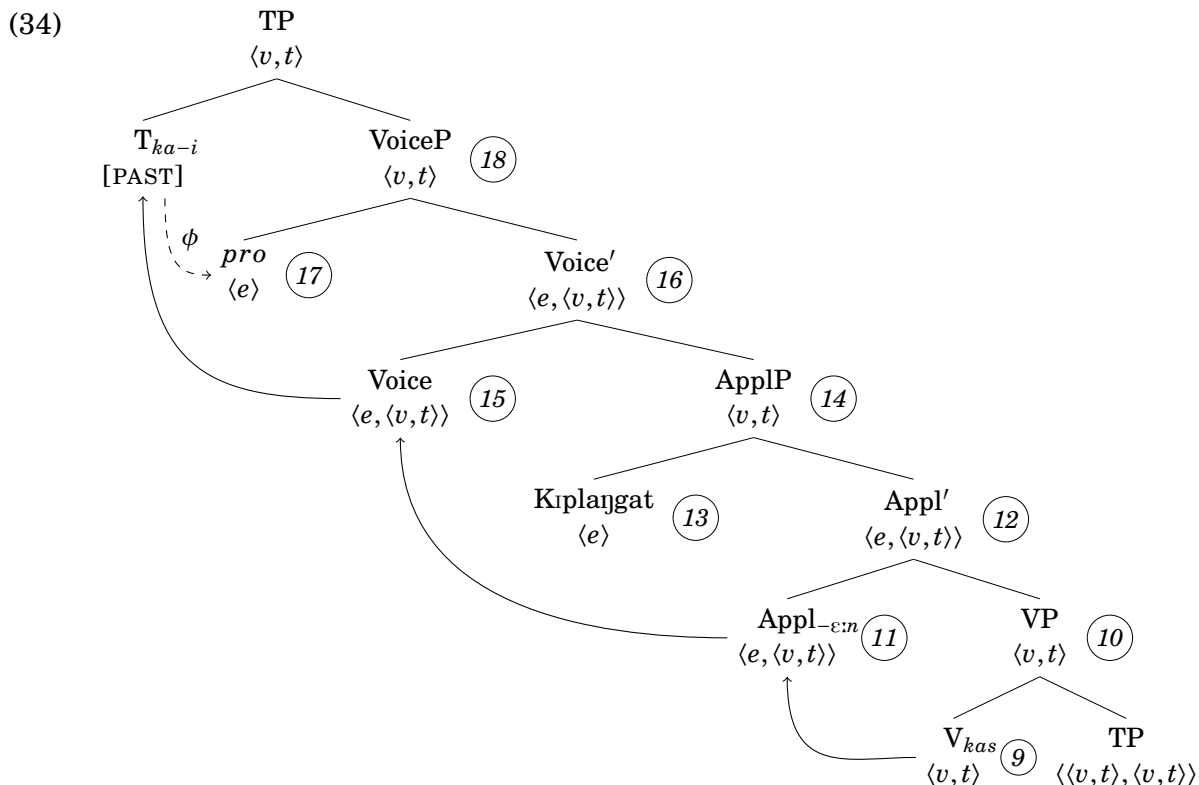 (34)
TP
⟨v,t⟩
T_{ka−i} VoiceP 18
[PAST] ⟨v,t⟩
ϕ
pro 17 Voice′ 16
⟨e⟩ ⟨e,⟨v,t⟩⟩
Voice 15 ApplP 14
⟨e,⟨v,t⟩⟩ ⟨v,t⟩
Kɪplaŋgat 13 Appl′ 12
⟨e⟩ ⟨e,⟨v,t⟩⟩
Appl_{−ɛːn} 11 VP 10
⟨e,⟨v,t⟩⟩ ⟨v,t⟩
V_{kas} 9 TP
⟨v,t⟩ ⟨⟨v,t⟩,⟨v,t⟩⟩